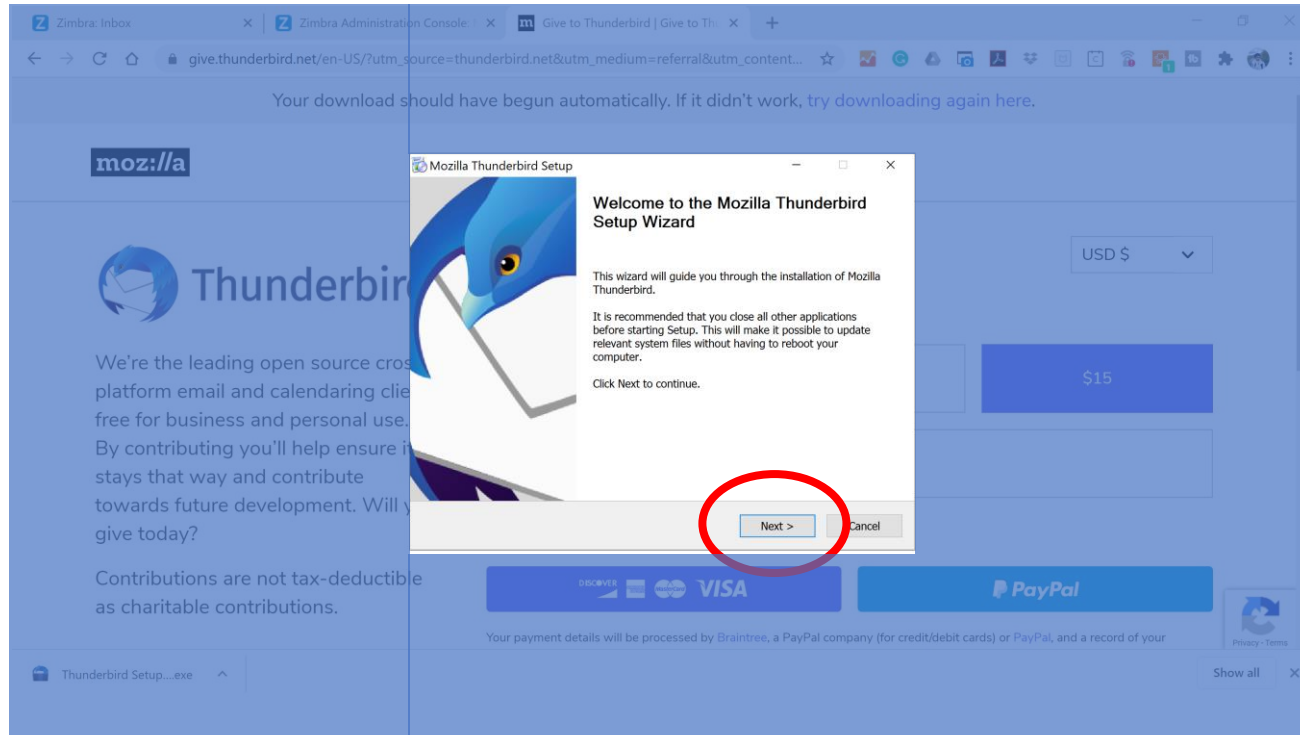 Zimbra: Inbox
Zimbra Administration Console:
Give to Thunderbird | Give to Th
give.thunderbird.net/en-US/?utm_source=thunderbird.net&utm_medium=referral&utm_content...
Your download should have begun automatically. If it didn't work, try downloading again here.
moz://a
Mozilla Thunderbird Setup
Welcome to the Mozilla Thunderbird
Setup Wizard
This wizard will guide you through the installation of Mozilla
Thunderbird.
It is recommended that you close all other applications
before starting Setup. This will make it possible to update
relevant system files without having to reboot your
computer.
Click Next to continue.
Next >
Cancel
USD $
Thunderbir
We're the leading open source cros
platform email and calendaring clie
free for business and personal use.
By contributing you'll help ensure i
stays that way and contribute
towards future development. Will y
give today?
Contributions are not tax-deductible
as charitable contributions.
$15
DISCOVER VISA
PayPal
Your payment details will be processed by Braintree, a PayPal company (for credit/debit cards) or PayPal, and a record of your
Privacy - Terms
Thunderbird Setup....exe
Show all